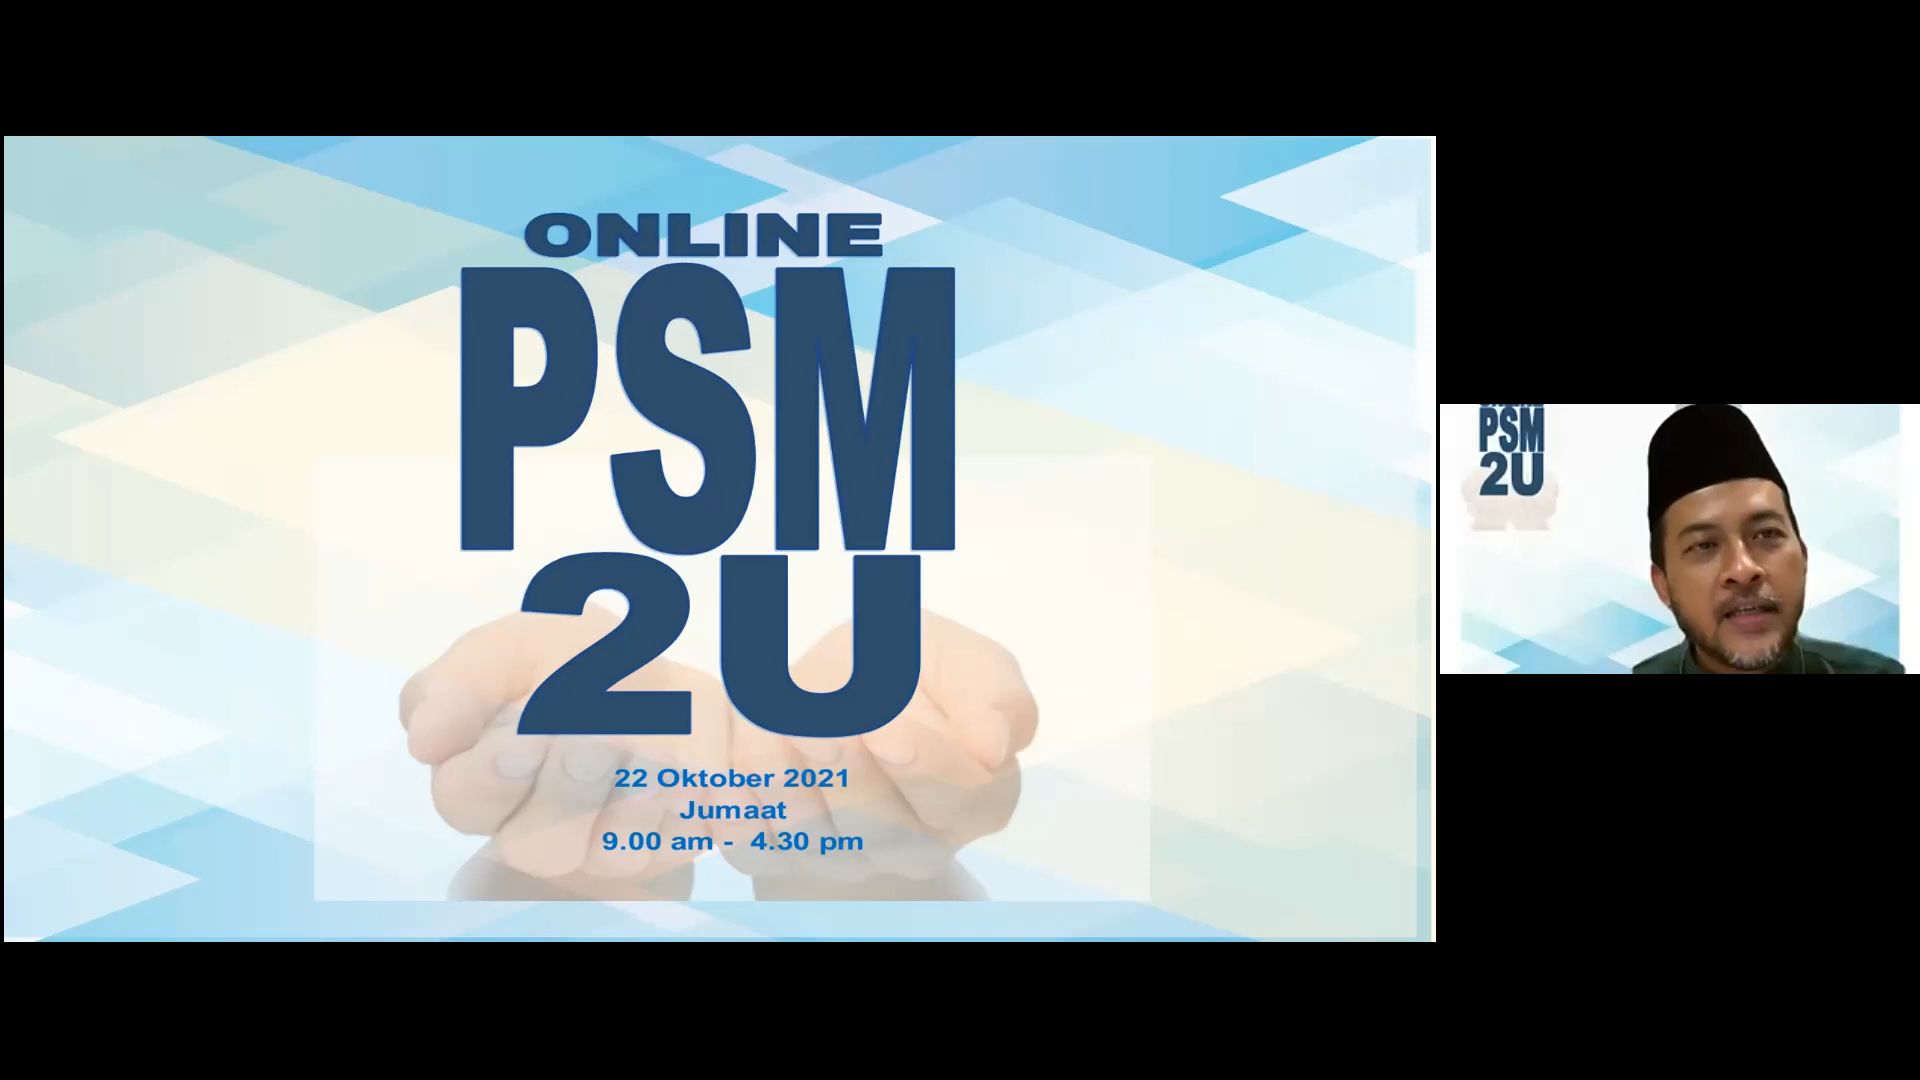 ONLINE
PSM
2U
22 Oktober 2021
Jumaat
9.00 am - 4.30 pm
PSM
2U